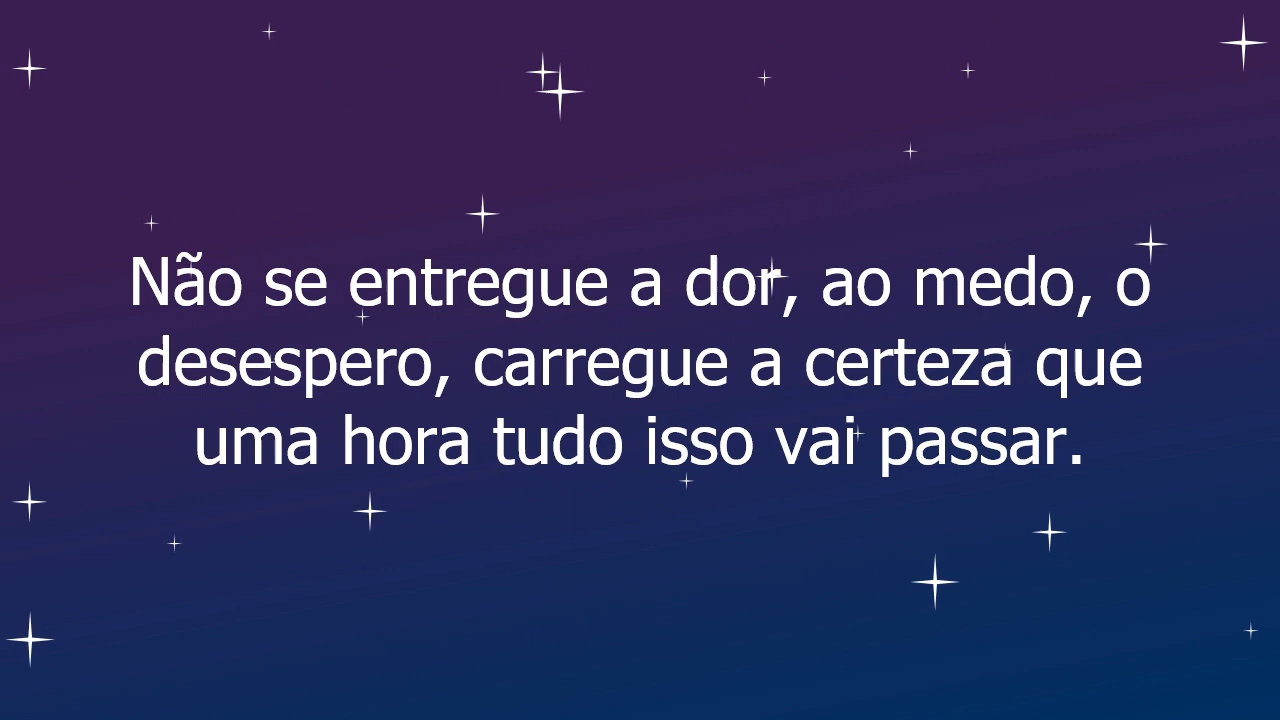 Não se entregue a dor, ao medo, o
desespero, carregue a certeza que
uma hora tudo isso vai passar.